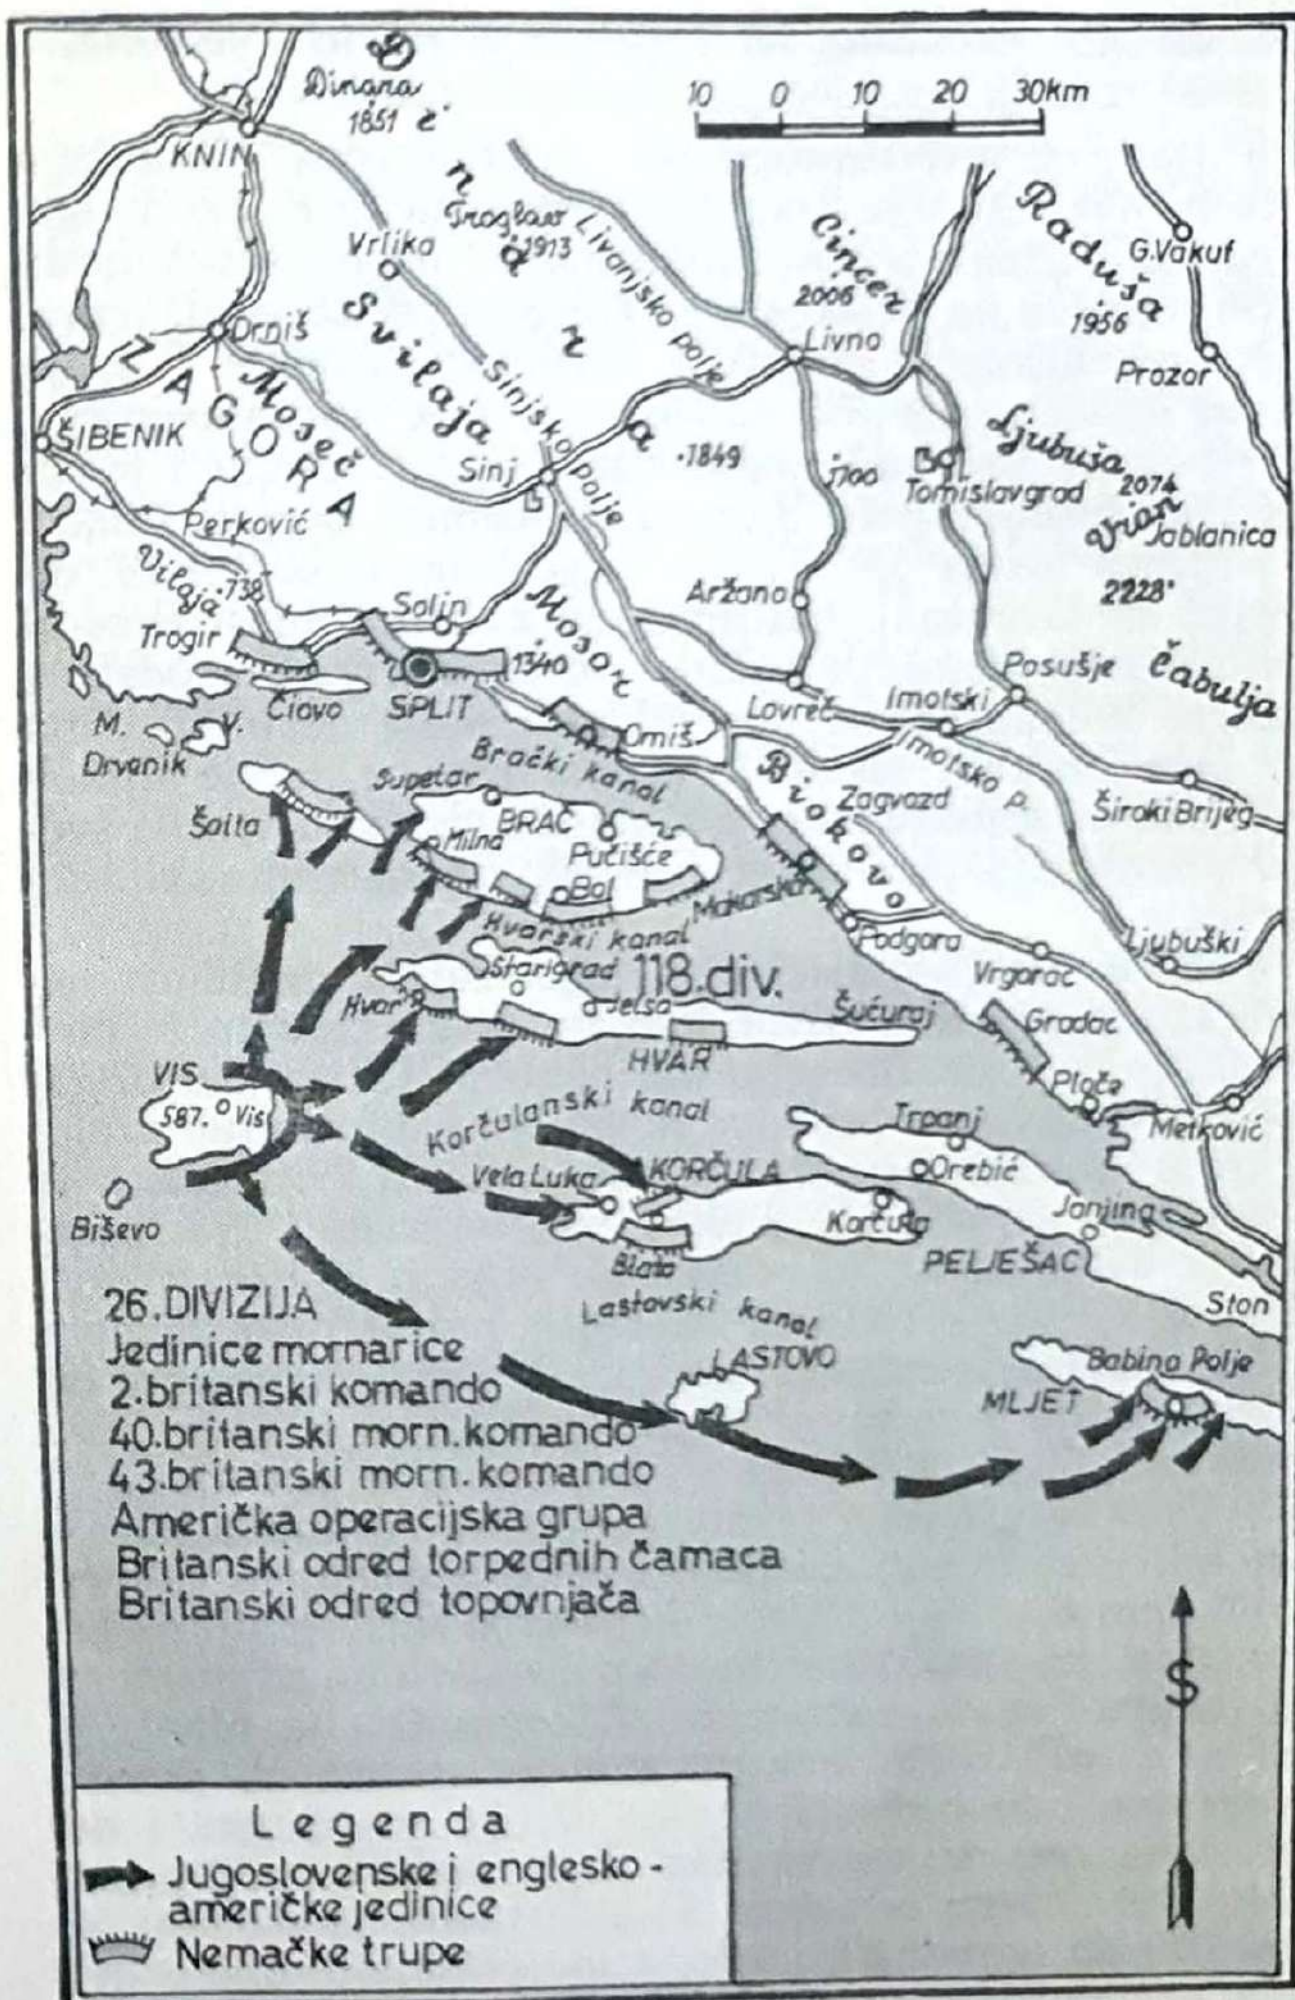 Dinara
1851
10 0 10 20 30km
KNIN
Troglav
1913
Livanjsko polje
Cincer
2006
Raduša
1956
G.Vakuf
Vrlika
Svilaja
Sinjsko polje
Drniš
Livno
Prozor
ZAGORA
Moseč
ŠIBENIK
Sinj
1849
1700
Ljubuša
Tomislavgrad
2074
Vran
Jablanica
Perković
2228
Vilaja
738
Solin
Mosor
Aržano
Trogir
1340
Posušje
Čabulja
Čiovo
SPLIT
Lovreč
Imotski
M.
V.
Drvenik
Omiš
Imotsko p.
Brački kanal
Biokovo
Zagvozd
Široki Brijeg
Supetar
Šolta
BRAČ
Milna
Pučišće
Bol
Makarska
Hvarski kanal
Podgora
Ljubuški
Vrgorac
Starigrad
118.div.
Hvar
Jelsa
Šućuraj
Gradac
HVAR
VIS
587. Vis
Ploče
Korčulanski kanal
Trpanj
Metković
Vela Luka
KORČULA
Orebić
Biševo
Korčula
Janjina
Blato
PELJEŠAC
Ston
26.DIVIZIJA
Lastovski kanal
Jedinice mornarice
LASTOVO
Babina Polje
2.britanski komando
MLJET
40.britanski morn.komando
43.britanski morn.komando
Američka operacijska grupa
Britanski odred torpednih čamaca
Britanski odred topovnjača
S
Legenda
Jugoslovenske i englesko-
američke jedinice
Nemačke trupe